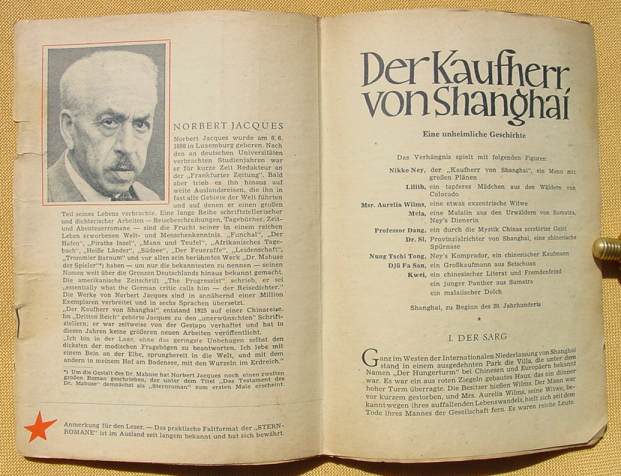 NORBERT JACQUES
Norbert Jacques wurde am 6. 6.
1880 in Luxemburg geboren. Nach
den an deutschen Universitäten
verbrachten Studienjahren war
er für kurze Zeit Redakteur an
der „Frankfurter Zeitung". Bald
aber trieb es ihn hinaus auf
weite Auslandreisen, die ihn in
fast alle Gebiete der Welt führten
und auf denen er einen großen
Teil seines Lebens verbrachte. Eine lange Reihe schriftstellerischer
und dichterischer Arbeiten — Reisebeschreibungen, Tagebücher, Zeit-
und Abenteuerromane — sind die Frucht seiner in einem reichen
Leben erworbenen Welt- und Menschenkenntnis. „Funchal", „Der
Hafen", „Piraths Insel", „Mann und Teufel", „Afrikanisches Tage-
buch", „Heiße Länder", „Südsee", „Der Feueraffe", „Leidenschaft",
„Trommler Barnum" und vor allen sein berühmtes Werk „Dr. Mabuse
der Spieler"*) haben — um nur die bekanntesten zu nennen — seinen
Namen weit über die Grenzen Deutschlands hinaus bekannt gemacht.
Die amerikanische Zeitschrift „The Progressist" schrieb, er sei
„essentially what the German critic calls him — der Reisedichter."
Die Werke von Norbert Jacques sind in annähernd einer Million
Exemplaren verbreitet und in sechs Sprachen übersetzt.
„Der Kaufherr von Shanghai", entstand 1925 auf einer Chinareise.
Im „Dritten Reich" gehörte Jacques zu den „unerwünschten" Schrift-
stellern; er war zeitweise von der Gestapo verhaftet und hat in
diesen Jahren keine größeren neuen Arbeiten veröffentlicht.
„Ich bin in der Lage, ohne das geringste Unbehagen selbst den
dicksten der modischen Fragebögen zu beantworten. Ich lebe mit
einem Bein an der Elbe, sprungbereit in die Welt, und mit dem
andern in meinem Hof am Bodensee, mit den Wurzeln im Erdreich."
*) Um die Gestalt des Dr. Mabuse hat Norbert Jacques noch einen zweiten
großen Roman geschrieben, der unter dem Titel „Das Testament des
Dr. Mabuse" demnächst als „Sternroman" zum ersten Male erscheint.
Anmerkung für den Leser. — Das praktische Faltformat der „STERN-
ROMANE" ist im Ausland seit langem bekannt und hat sich bewährt.
Der Kaufherr
von Shanghai
Eine unheimliche Geschichte
Das Verhängnis spielt mit folgenden Figuren:
Nikko Ney, der „Kaufherr von Shanghai", ein Mann mit
großen Plänen
Lilith, ein tapferes Mädchen aus den Wäldern von
Colorado
Mrs. Aurelia Wilms, eine etwas exzentrische Witwe
Mela, eine Malaiin aus den Urwäldern von Sumatra,
Ney's Dienerin
Professor Dang, ein durch die Mystik Chinas zerstörter Geist
Dr. Si, Provinzialrichter von Shanghai, eine chinesische
Spürnase
Nung Tschi Tong, Ney's Komprador, ein chinesischer Kaufmann
Dji Fa San, ein Großkaufmann aus Setschuan
Kwei, ein chinesischer Literat und Fremdenfeind
ein junger Panther aus Sumatra
ein malaiischer Dolch
Shanghai, zu Beginn des 20. Jahrhunderts
*
I. DER SARG
Ganz im Westen der Internationalen Niederlassung von Shanghai
stand in einem ausgedehnten Park die Villa, die unter dem
Namen „Der Hungerturm" bei Chinesen und Europäern bekannt
war. Es war ein aus roten Ziegeln gebautes Haus, das ein dünner
hoher Turm überragte. Die Besitzer hießen Wilms. Der Mann war
vor kurzem gestorben, und Mrs. Aurelia Wilms, seine Witwe, be-
kannt wegen ihres auffallenden Lebenswandels, hielt sich seit dem
Tode ihres Mannes der Gesellschaft fern. Es waren reiche Leute.